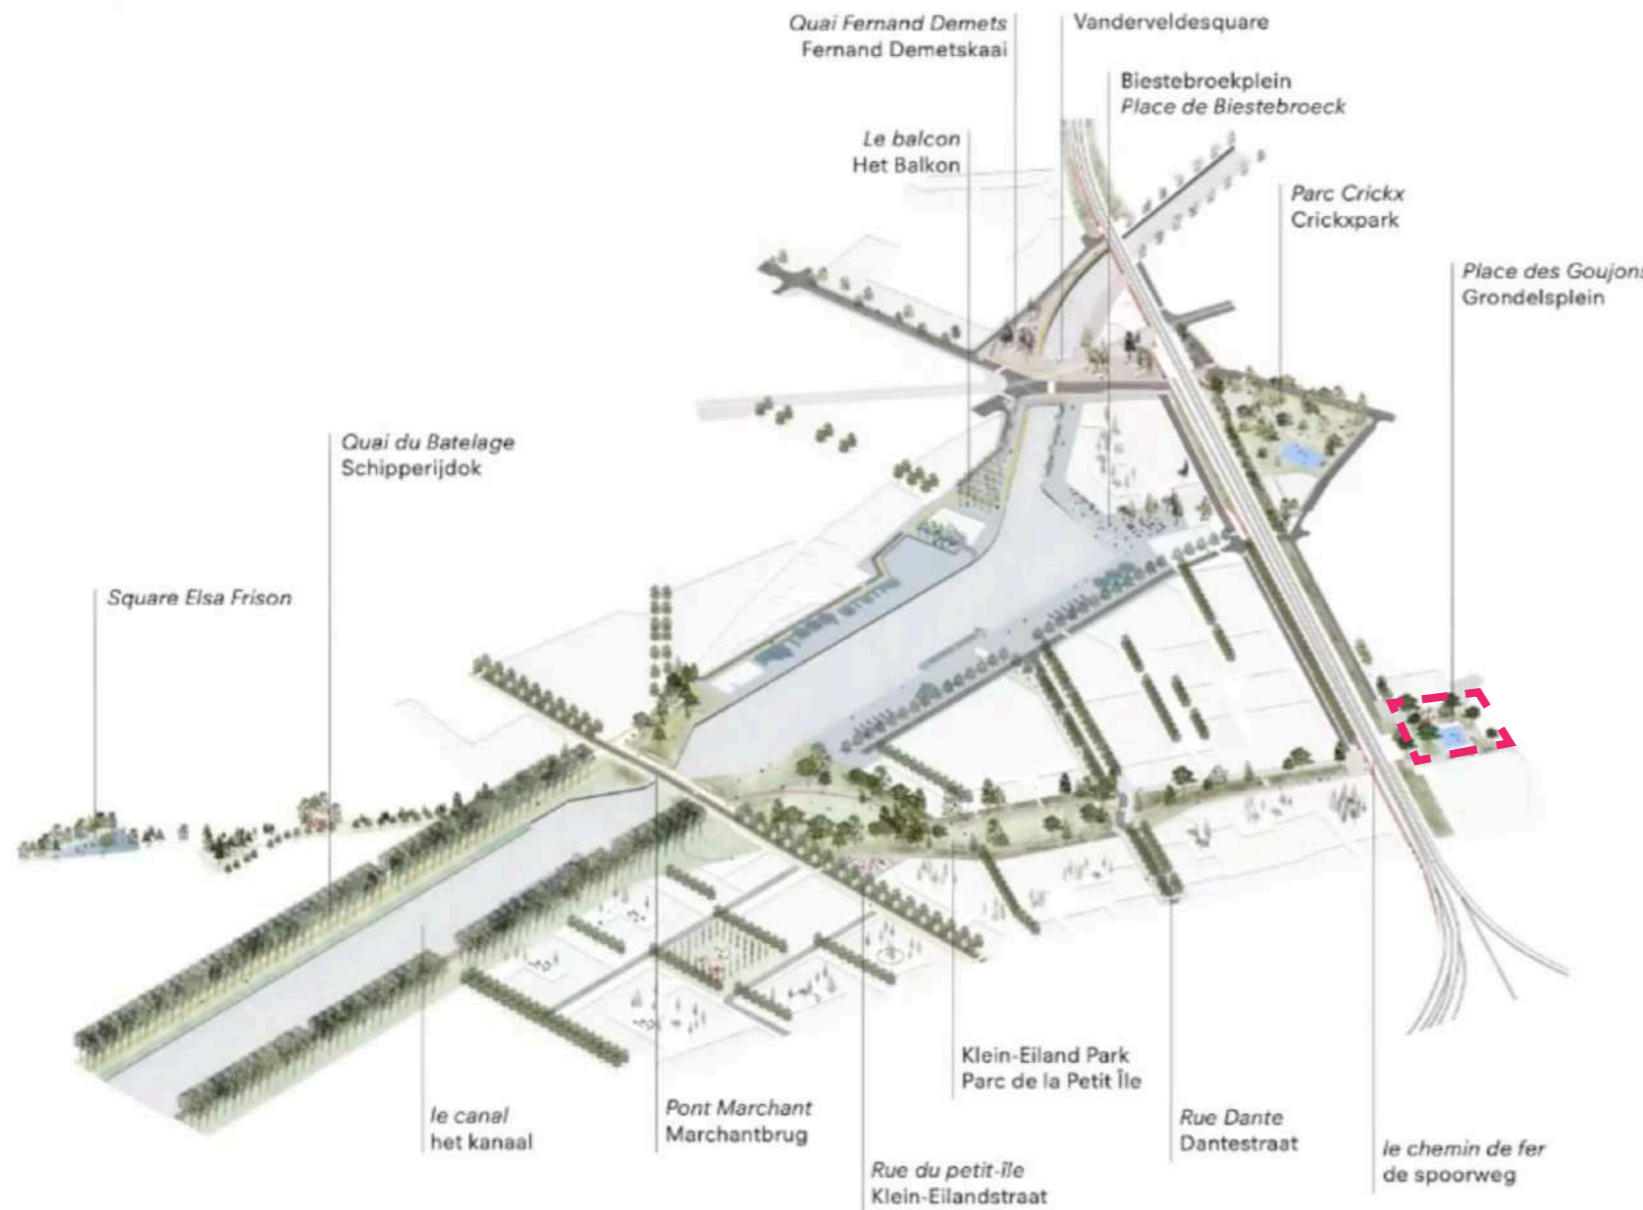 Quai Fernand Demets
Fernand Demetskaai
Vanderveldesquare
Biestebroekplein
Place de Biestebroeck
Le balcon
Het Balkon
Parc Crickx
Crickxpark
Place des Goujons
Grondelsplein
Quai du Batelage
Schipperijdok
Square Elsa Frison
Klein-Eiland Park
Parc de la Petit Île
le canal
het kanaal
Pont Marchant
Marchantbrug
Rue Dante
Dantestraat
le chemin de fer
de spoorweg
Rue du petit-île
Klein-Eilandstraat